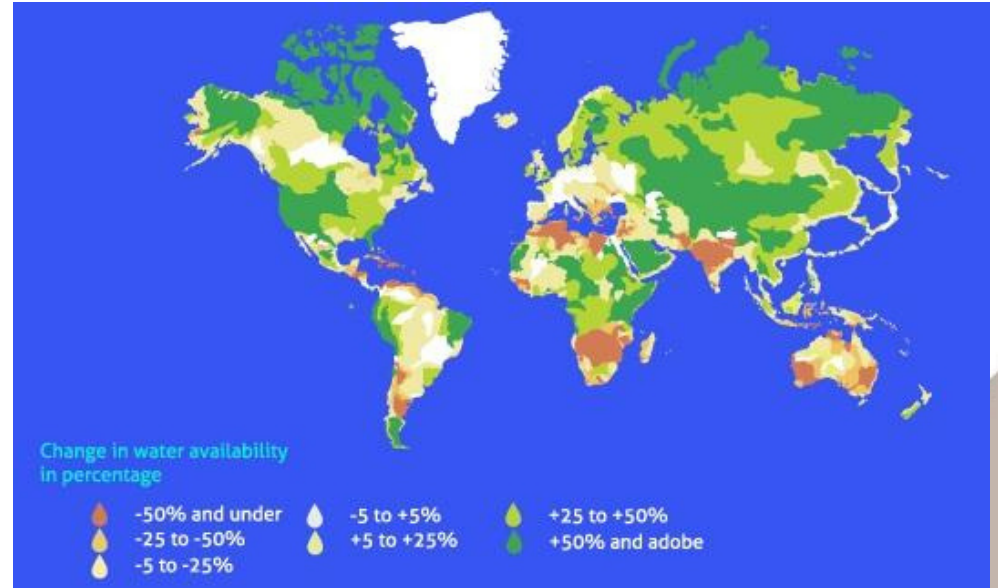 Change in water availability
in percentage
-50% and under
-25 to -50%
-5 to -25%
-5 to +5%
+5 to +25%
+25 to +50%
+50% and adobe